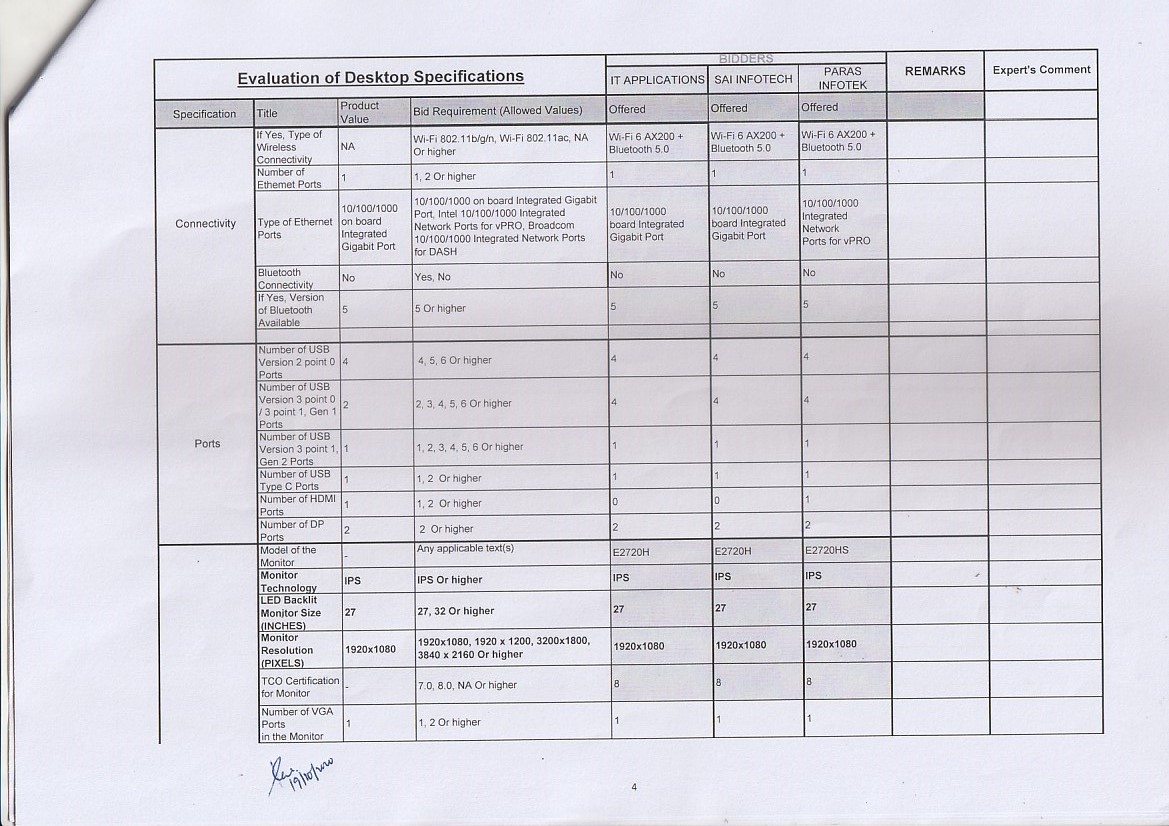 Evaluation of Desktop Specifications
BIDDERS
REMARKS
Expert's Comment
IT APPLICATIONS
SAI INFOTECH
PARAS
INFOTEK
Specification
Title
Product
Value
Bid Requirement (Allowed Values)
Offered
Offered
Offered
Connectivity
If Yes, Type of
Wireless
Connectivity
NA
Wi-Fi 802.11b/g/n, Wi-Fi 802.11ac, NA
Or higher
Wi-Fi 6 AX200 +
Bluetooth 5.0
Wi-Fi 6 AX200 +
Bluetooth 5.0
Wi-Fi 6 AX200 +
Bluetooth 5.0
Number of
Ethernet Ports
1
1, 2 Or higher
1
1
1
Type of Ethernet
Ports
10/100/1000
on board
Integrated
Gigabit Port
10/100/1000 on board Integrated Gigabit
Port, Intel 10/100/1000 Integrated
Network Ports for vPRO, Broadcom
10/100/1000 Integrated Network Ports
for DASH
10/100/1000
board Integrated
Gigabit Port
10/100/1000
board Integrated
Gigabit Port
10/100/1000
Integrated
Network
Ports for vPRO
Bluetooth
Connectivity
No
Yes, No
No
No
No
If Yes, Version
of Bluetooth
Available
5
5 Or higher
5
5
5
Ports
Number of USB
Version 2 point 0
Ports
4
4, 5, 6 Or higher
4
4
4
Number of USB
Version 3 point 0
/ 3 point 1, Gen 1
Ports
2
2, 3, 4, 5, 6 Or higher
4
4
4
Number of USB
Version 3 point 1,
Gen 2 Ports
1
1, 2, 3, 4, 5, 6 Or higher
1
1
1
Number of USB
Type C Ports
1
1, 2 Or higher
1
1
1
Number of HDMI
Ports
1
1, 2 Or higher
0
0
1
Number of DP
Ports
2
2 Or higher
2
2
2
Model of the
Monitor
-
Any applicable text(s)
E2720H
E2720H
E2720HS
Monitor
Technology
IPS
IPS Or higher
IPS
IPS
IPS
LED Backlit
Monitor Size
(INCHES)
27
27, 32 Or higher
27
27
27
Monitor
Resolution
(PIXELS)
1920x1080
1920x1080, 1920 x 1200, 3200x1800,
3840 x 2160 Or higher
1920x1080
1920x1080
1920x1080
TCO Certification
for Monitor
-
7.0, 8.0, NA Or higher
8
8
8
Number of VGA
Ports
in the Monitor
1
1, 2 Or higher
1
1
1
4